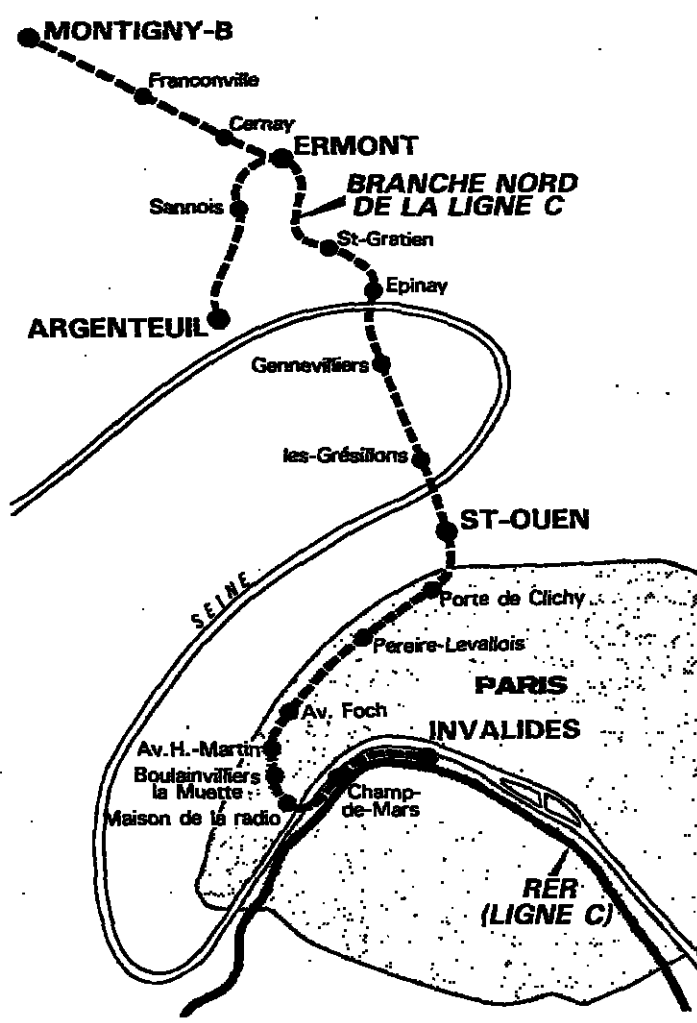 MONTIGNY-B
Franconville
Cernay
ERMONT
BRANCHE NORD
DE LA LIGNE C
Sannois
St-Gratien
Epinay
ARGENTEUIL
Gennevilliers
les-Grésillons
ST-OUEN
SEINE
Porte de Clichy
Pereire-Levallois
PARIS
Av. Foch
INVALIDES
Av.H.-Martin
Boulainvilliers
la Muette
Maison de la radio
Champ-
de-Mars
RER
(LIGNE C)